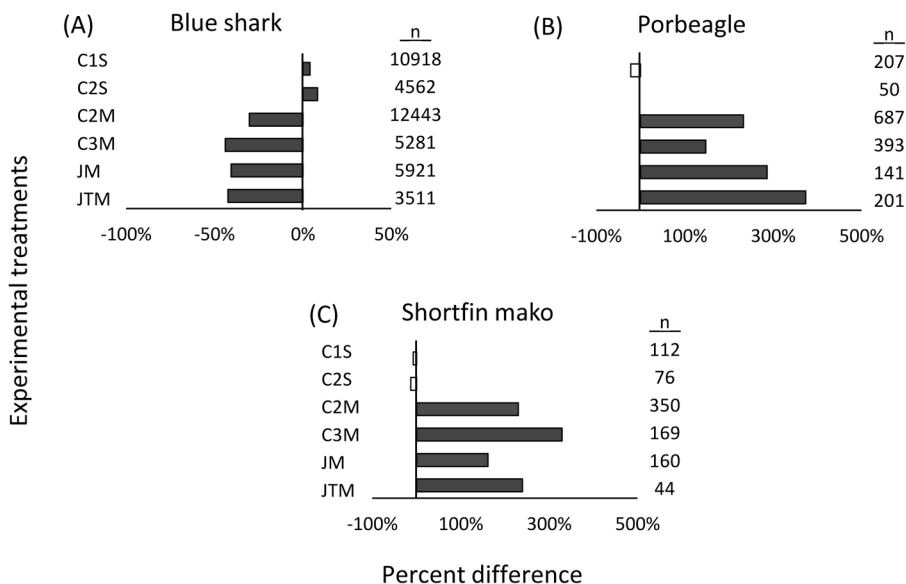 (A) Blue shark n
C1S 10918
C2S 4562
C2M 12443
C3M 5281
JM 5921
JTM 3511
-100% -50% 0% 50%
(B) Porbeagle n
207
50
687
393
141
201
-100% 100% 300% 500%
Experimental treatments
(C) Shortfin mako n
C1S 112
C2S 76
C2M 350
C3M 169
JM 160
JTM 44
-100% 100% 300% 500%
Percent difference